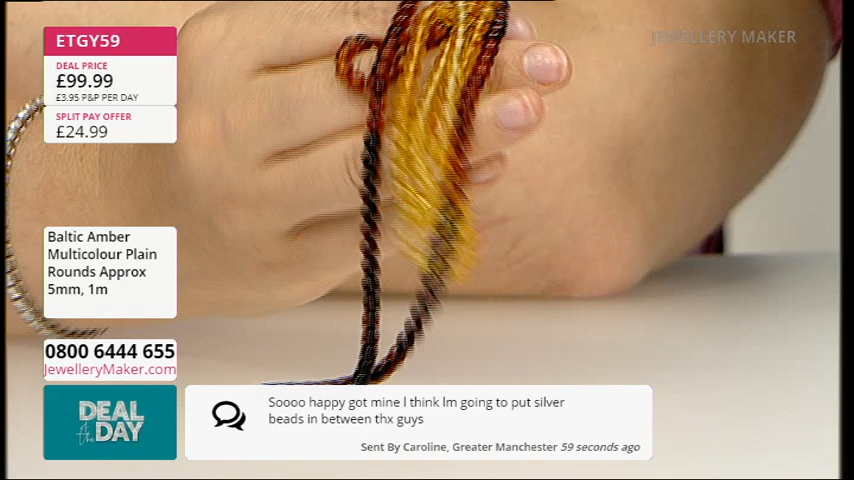 ETGY59
DEAL PRICE
£99.99
£3.95 P&P PER DAY
SPLIT PAY OFFER
£24.99
JEWELLERY MAKER
Baltic Amber
Multicolour Plain
Rounds Approx
5mm, 1m
0800 6444 655
JewelleryMaker.com
DEAL
of the
DAY
Soooo happy got mine I think Im going to put silver
beads in between thx guys
Sent By Caroline, Greater Manchester 59 seconds ago